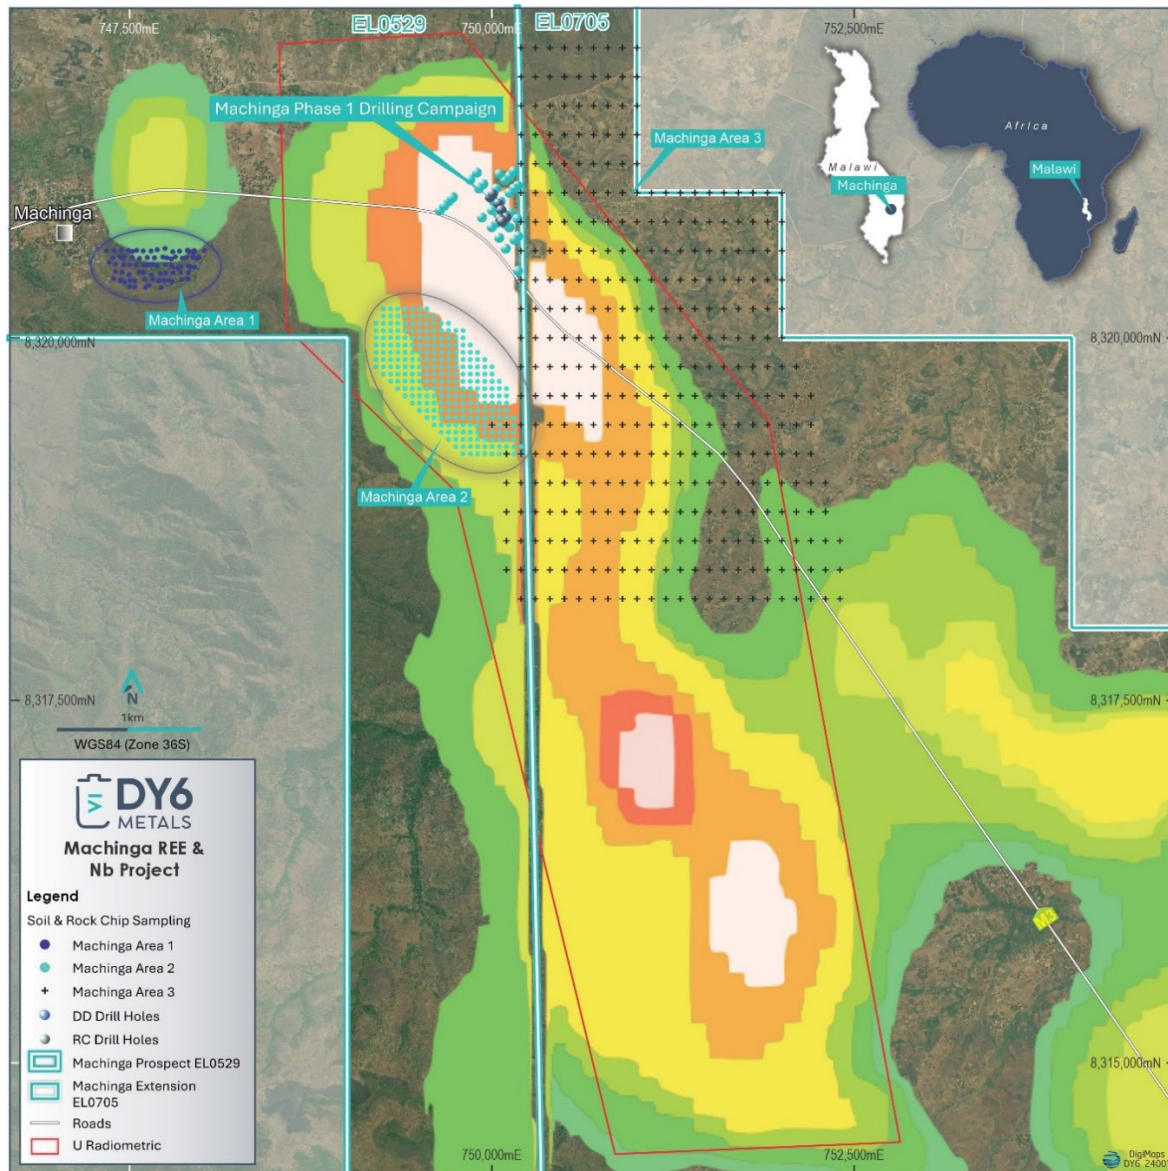 747,500mE
750,000mE
752,500mE
EL0529
EL0705
Machinga Phase 1 Drilling Campaign
Machinga Area 3
Africa
Malawi
Malawi
Machinga
Machinga
Machinga Area 1
8,320,000mN
8,320,000mN
Machinga Area 2
8,317,500mN
8,317,500mN
N
1km
WGS84 (Zone 36S)
DY6
METALS
Machinga REE &
Nb Project
Legend
Soil & Rock Chip Sampling
Machinga Area 1
Machinga Area 2
Machinga Area 3
DD Drill Holes
RC Drill Holes
Machinga Prospect EL0529
Machinga Extension
EL0705
Roads
U Radiometric
M3
8,315,000mN
750,000mE
752,500mE
DigiMaps